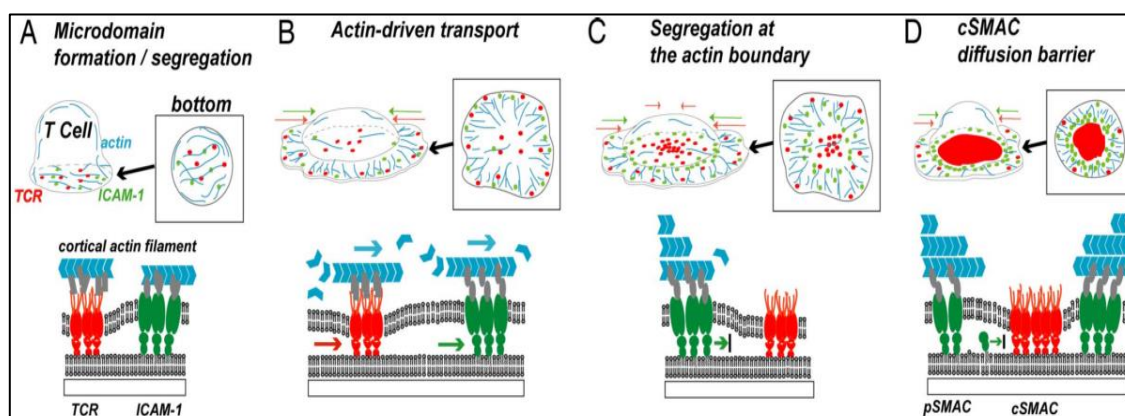 A Microdomain
formation / segregation
bottom
T Cell
actin
TCR
ICAM-1
cortical actin filament
TCR ICAM-1
B Actin-driven transport
C Segregation at
the actin boundary
D cSMAC
diffusion barrier
pSMAC cSMAC